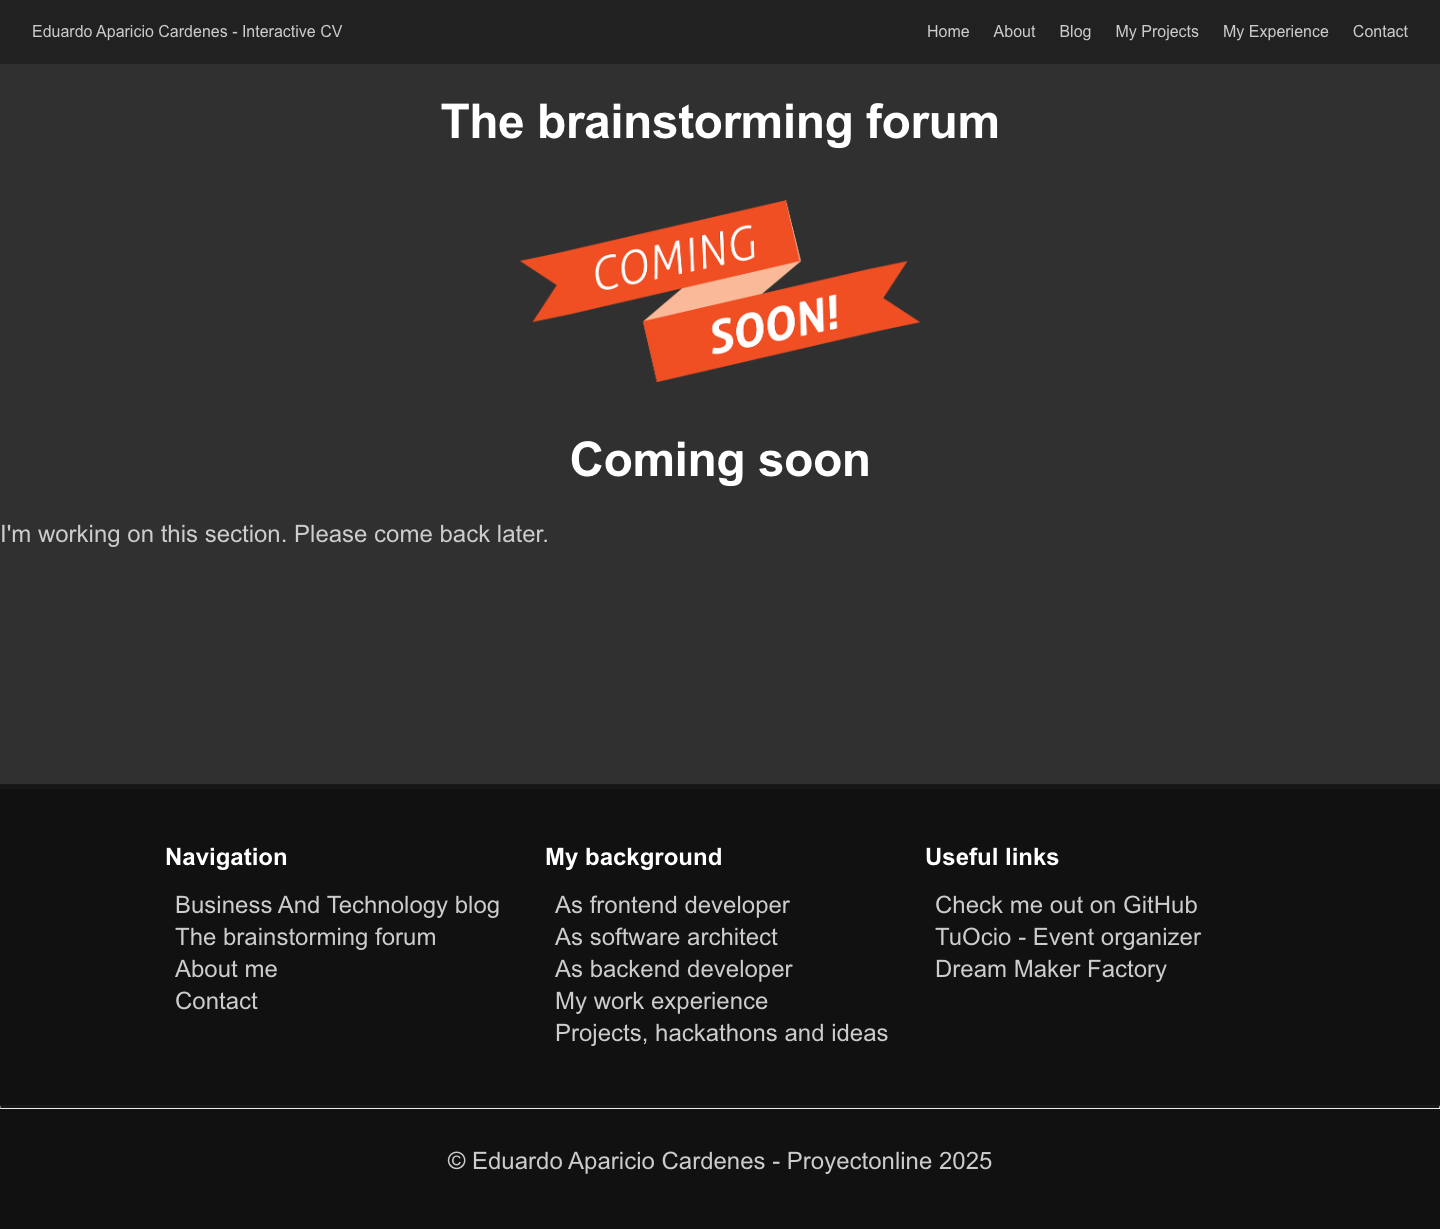 Eduardo Aparicio Cardenes - Interactive CV
Home About Blog My Projects My Experience Contact
The brainstorming forum
COMING
SOON!
Coming soon
I'm working on this section. Please come back later.
Navigation
Business And Technology blog
The brainstorming forum
About me
Contact
My background
As frontend developer
As software architect
As backend developer
My work experience
Projects, hackathons and ideas
Useful links
Check me out on GitHub
TuOcio - Event organizer
Dream Maker Factory
© Eduardo Aparicio Cardenes - Proyectonline 2025